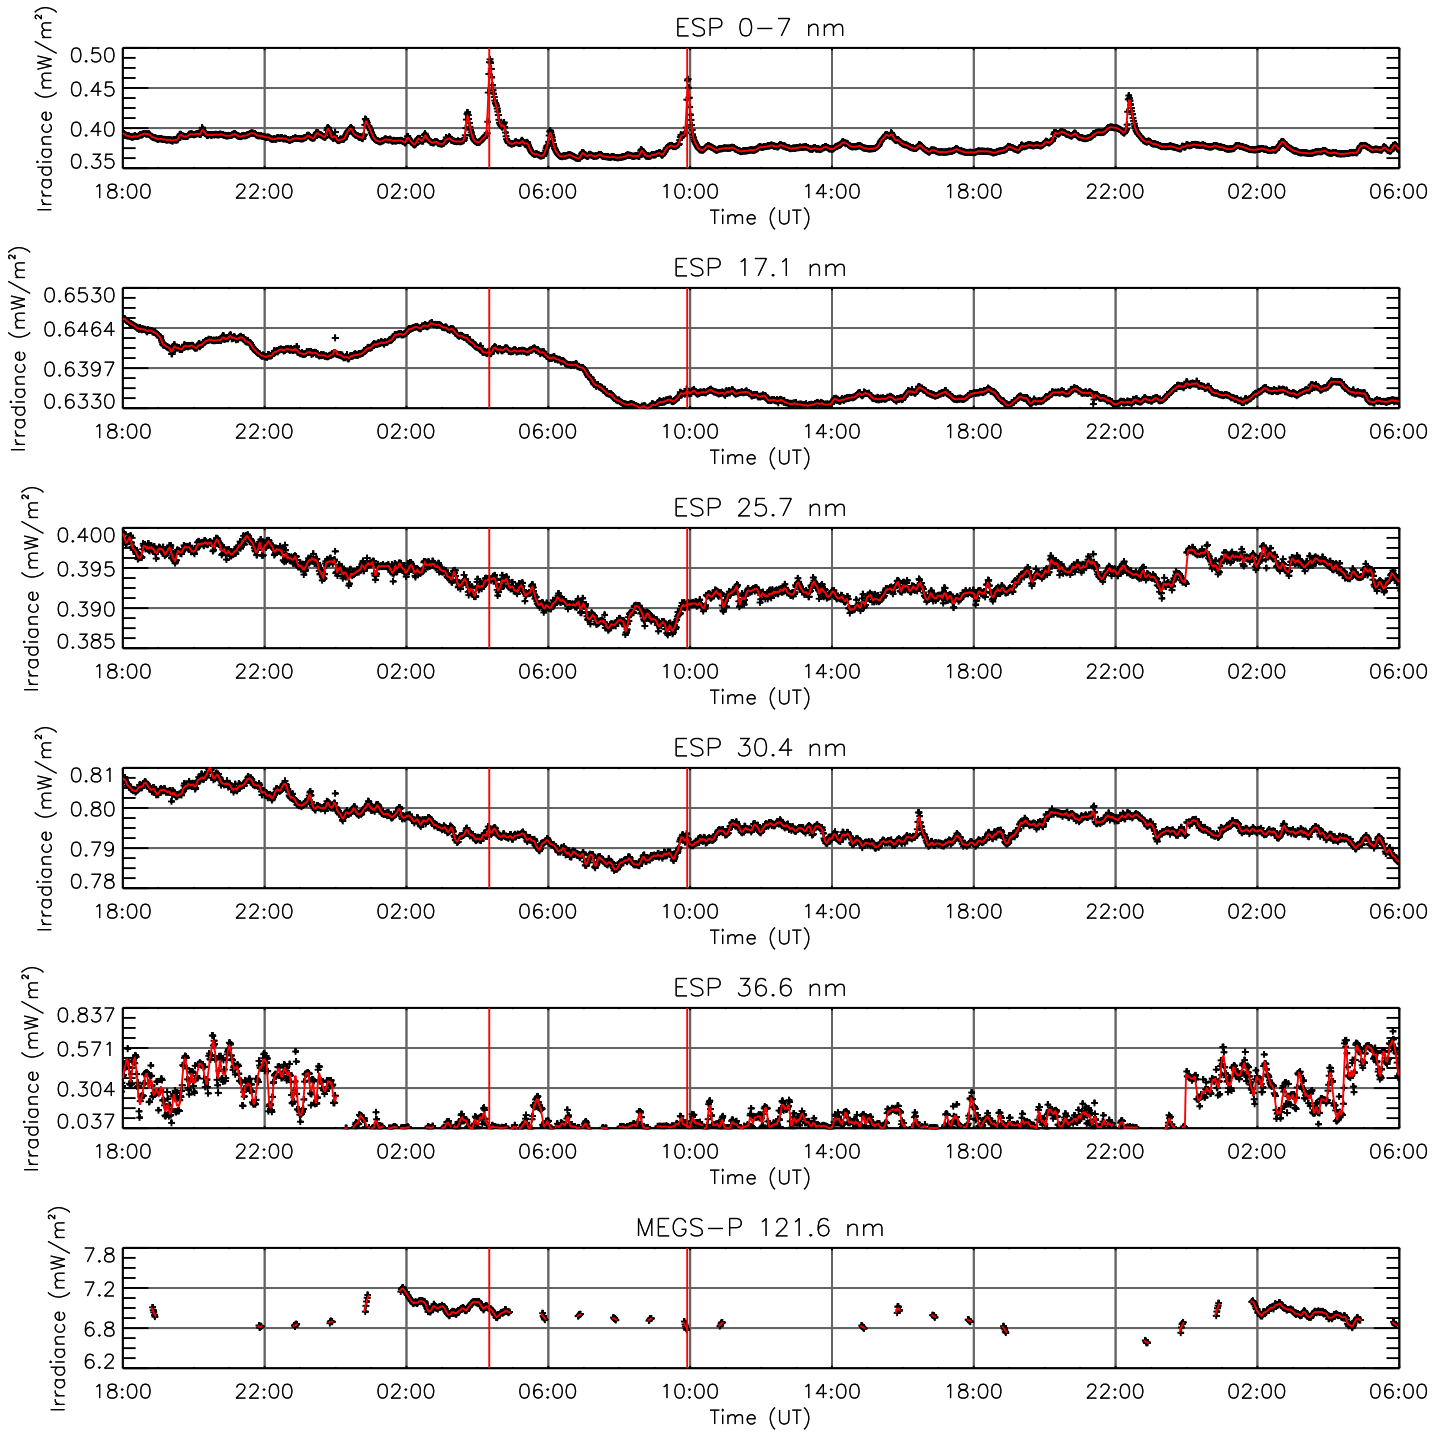 ESP 0−7 nm
Irradiance (mW/m²)
0.50
0.45
0.40
0.35
18:00 22:00 02:00 06:00 10:00 14:00 18:00 22:00 02:00 06:00
Time (UT)
ESP 17.1 nm
Irradiance (mW/m²)
0.6530
0.6464
0.6397
0.6330
18:00 22:00 02:00 06:00 10:00 14:00 18:00 22:00 02:00 06:00
Time (UT)
ESP 25.7 nm
Irradiance (mW/m²)
0.400
0.395
0.390
0.385
18:00 22:00 02:00 06:00 10:00 14:00 18:00 22:00 02:00 06:00
Time (UT)
ESP 30.4 nm
Irradiance (mW/m²)
0.81
0.80
0.79
0.78
18:00 22:00 02:00 06:00 10:00 14:00 18:00 22:00 02:00 06:00
Time (UT)
ESP 36.6 nm
Irradiance (mW/m²)
0.837
0.571
0.304
0.037
18:00 22:00 02:00 06:00 10:00 14:00 18:00 22:00 02:00 06:00
Time (UT)
MEGS−P 121.6 nm
Irradiance (mW/m²)
7.8
7.2
6.8
6.2
18:00 22:00 02:00 06:00 10:00 14:00 18:00 22:00 02:00 06:00
Time (UT)